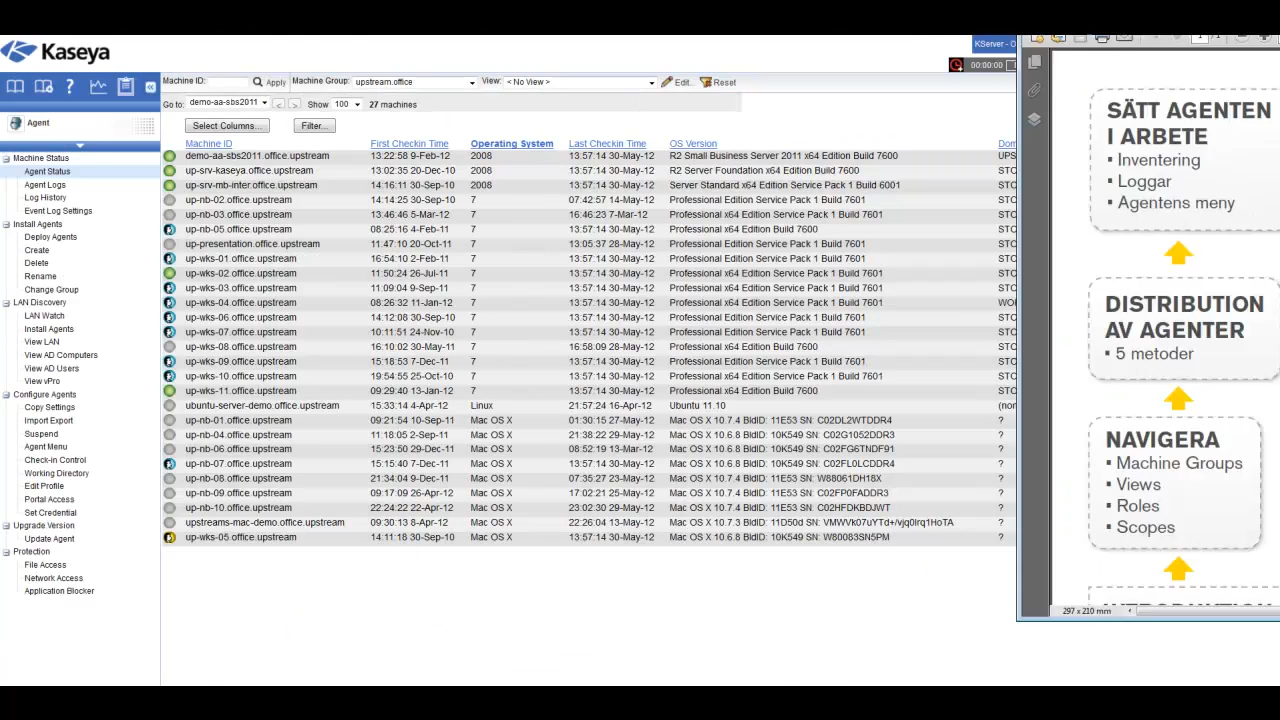 Kaseya
KServer - O
00:00:00
Machine ID: Apply Machine Group: upstream.office View: < No View > Edit... Reset
Go to: demo-aa-sbs2011 < > Show 100 27 machines
Select Columns... Filter...
Agent
Machine Status
Agent Status
Agent Logs
Log History
Event Log Settings
Install Agents
Deploy Agents
Create
Delete
Rename
Change Group
LAN Discovery
LAN Watch
Install Agents
View LAN
View AD Computers
View AD Users
View vPro
Configure Agents
Copy Settings
Import Export
Suspend
Agent Menu
Check-in Control
Working Directory
Edit Profile
Portal Access
Set Credential
Upgrade Version
Update Agent
Protection
File Access
Network Access
Application Blocker
Machine ID First Checkin Time Operating System Last Checkin Time OS Version Dom
demo-aa-sbs2011.office.upstream 13:22:58 9-Feb-12 2008 13:57:14 30-May-12 R2 Small Business Server 2011 x64 Edition Build 7600 UPS
up-srv-kaseya.office.upstream 13:02:35 20-Dec-10 2008 13:57:14 30-May-12 R2 Server Foundation x64 Edition Build 7600 STC
up-srv-mb-inter.office.upstream 14:16:11 30-Sep-10 2008 13:57:14 30-May-12 Server Standard x64 Edition Service Pack 1 Build 6001 STC
up-nb-02.office.upstream 14:14:25 30-Sep-10 7 07:42:57 14-May-12 Professional Edition Service Pack 1 Build 7601 STC
up-nb-03.office.upstream 13:46:46 5-Mar-12 7 16:46:23 7-Mar-12 Professional x64 Edition Service Pack 1 Build 7601 STC
up-nb-05.office.upstream 08:25:16 4-Feb-11 7 13:57:14 30-May-12 Professional x64 Edition Build 7600 STC
up-presentation.office.upstream 11:47:10 20-Oct-11 7 13:05:37 28-May-12 Professional Edition Service Pack 1 Build 7601 STC
up-wks-01.office.upstream 16:54:10 2-Feb-11 7 13:57:14 30-May-12 Professional Edition Service Pack 1 Build 7601 STC
up-wks-02.office.upstream 11:50:24 26-Jul-11 7 13:57:14 30-May-12 Professional x64 Edition Service Pack 1 Build 7601 STC
up-wks-03.office.upstream 11:09:04 9-Sep-11 7 13:57:14 30-May-12 Professional x64 Edition Service Pack 1 Build 7601 STC
up-wks-04.office.upstream 08:26:32 11-Jan-12 7 13:57:14 30-May-12 Professional x64 Edition Service Pack 1 Build 7601 WOF
up-wks-06.office.upstream 14:12:08 30-Sep-10 7 13:57:14 30-May-12 Professional Edition Service Pack 1 Build 7601 STC
up-wks-07.office.upstream 10:11:51 24-Nov-10 7 13:57:14 30-May-12 Professional Edition Service Pack 1 Build 7601 STC
up-wks-08.office.upstream 16:10:02 30-May-11 7 16:58:09 28-May-12 Professional x64 Edition Build 7600 STC
up-wks-09.office.upstream 15:18:53 7-Dec-11 7 13:57:14 30-May-12 Professional Edition Service Pack 1 Build 7601 STC
up-wks-10.office.upstream 19:54:55 25-Oct-10 7 13:57:14 30-May-12 Professional x64 Edition Service Pack 1 Build 7601 STC
up-wks-11.office.upstream 09:29:40 13-Jan-12 7 13:57:14 30-May-12 Professional x64 Edition Build 7600 STC
ubuntu-server-demo.office.upstream 15:33:14 4-Apr-12 Linux 21:57:24 16-Apr-12 Ubuntu 11.10 (nor
up-nb-01.office.upstream 09:21:54 10-Sep-11 Mac OS X 01:30:15 27-May-12 Mac OS X 10.7.4 BldID: 11E53 SN: C02DL2WTDDR4 ?
up-nb-04.office.upstream 11:18:05 2-Sep-11 Mac OS X 21:38:22 29-May-12 Mac OS X 10.6.8 BldID: 10K549 SN: C02G1052DDR3 ?
up-nb-06.office.upstream 15:23:50 29-Dec-11 Mac OS X 08:52:19 13-Mar-12 Mac OS X 10.6.8 BldID: 10K549 SN: C02FG6TNDF91 ?
up-nb-07.office.upstream 15:15:40 7-Dec-11 Mac OS X 13:57:14 30-May-12 Mac OS X 10.6.8 BldID: 10K549 SN: C02FL0LCDDR4 ?
up-nb-08.office.upstream 21:34:04 9-Dec-11 Mac OS X 07:35:27 23-May-12 Mac OS X 10.7.4 BldID: 11E53 SN: W88061DH18X ?
up-nb-09.office.upstream 09:17:09 26-Apr-12 Mac OS X 17:02:21 25-May-12 Mac OS X 10.7.4 BldID: 11E53 SN: C02FP0FADDR3 ?
up-nb-10.office.upstream 22:24:22 22-Apr-12 Mac OS X 23:02:30 29-May-12 Mac OS X 10.7.4 BldID: 11E53 SN: C02HFDKBDJWT ?
upstreams-mac-demo.office.upstream 09:30:13 8-Apr-12 Mac OS X 22:26:04 13-May-12 Mac OS X 10.7.3 BldID: 11D50d SN: VMWVk07uYTd+/vjq0lrq1HoTA ?
up-wks-05.office.upstream 14:11:18 30-Sep-10 Mac OS X 13:57:14 30-May-12 Mac OS X 10.6.8 BldID: 10K549 SN: W80083SN5PM ?
SÄTT AGENTEN
I ARBETE
▪ Inventering
▪ Loggar
▪ Agentens meny
DISTRIBUTION
AV AGENTER
▪ 5 metoder
NAVIGERA
▪ Machine Groups
▪ Views
▪ Roles
▪ Scopes
297 x 210 mm